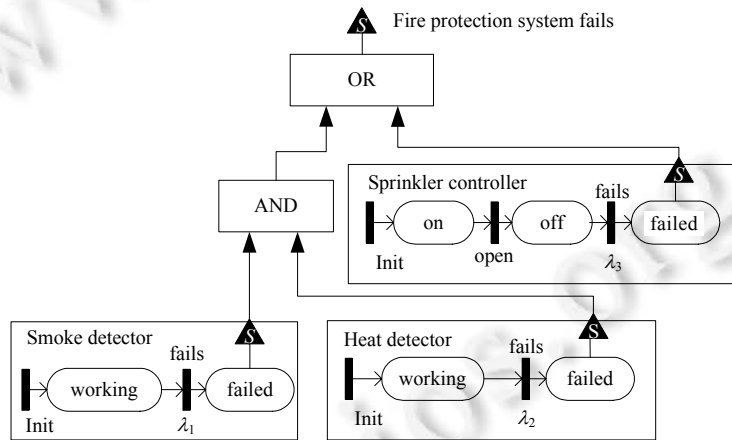 S Fire protection system fails
OR
S
Sprinkler controller
fails
AND
on
off
failed
Init
open
λ3
S
S
Smoke detector
Heat detector
fails
fails
working
failed
working
failed
Init
λ1
Init
λ2